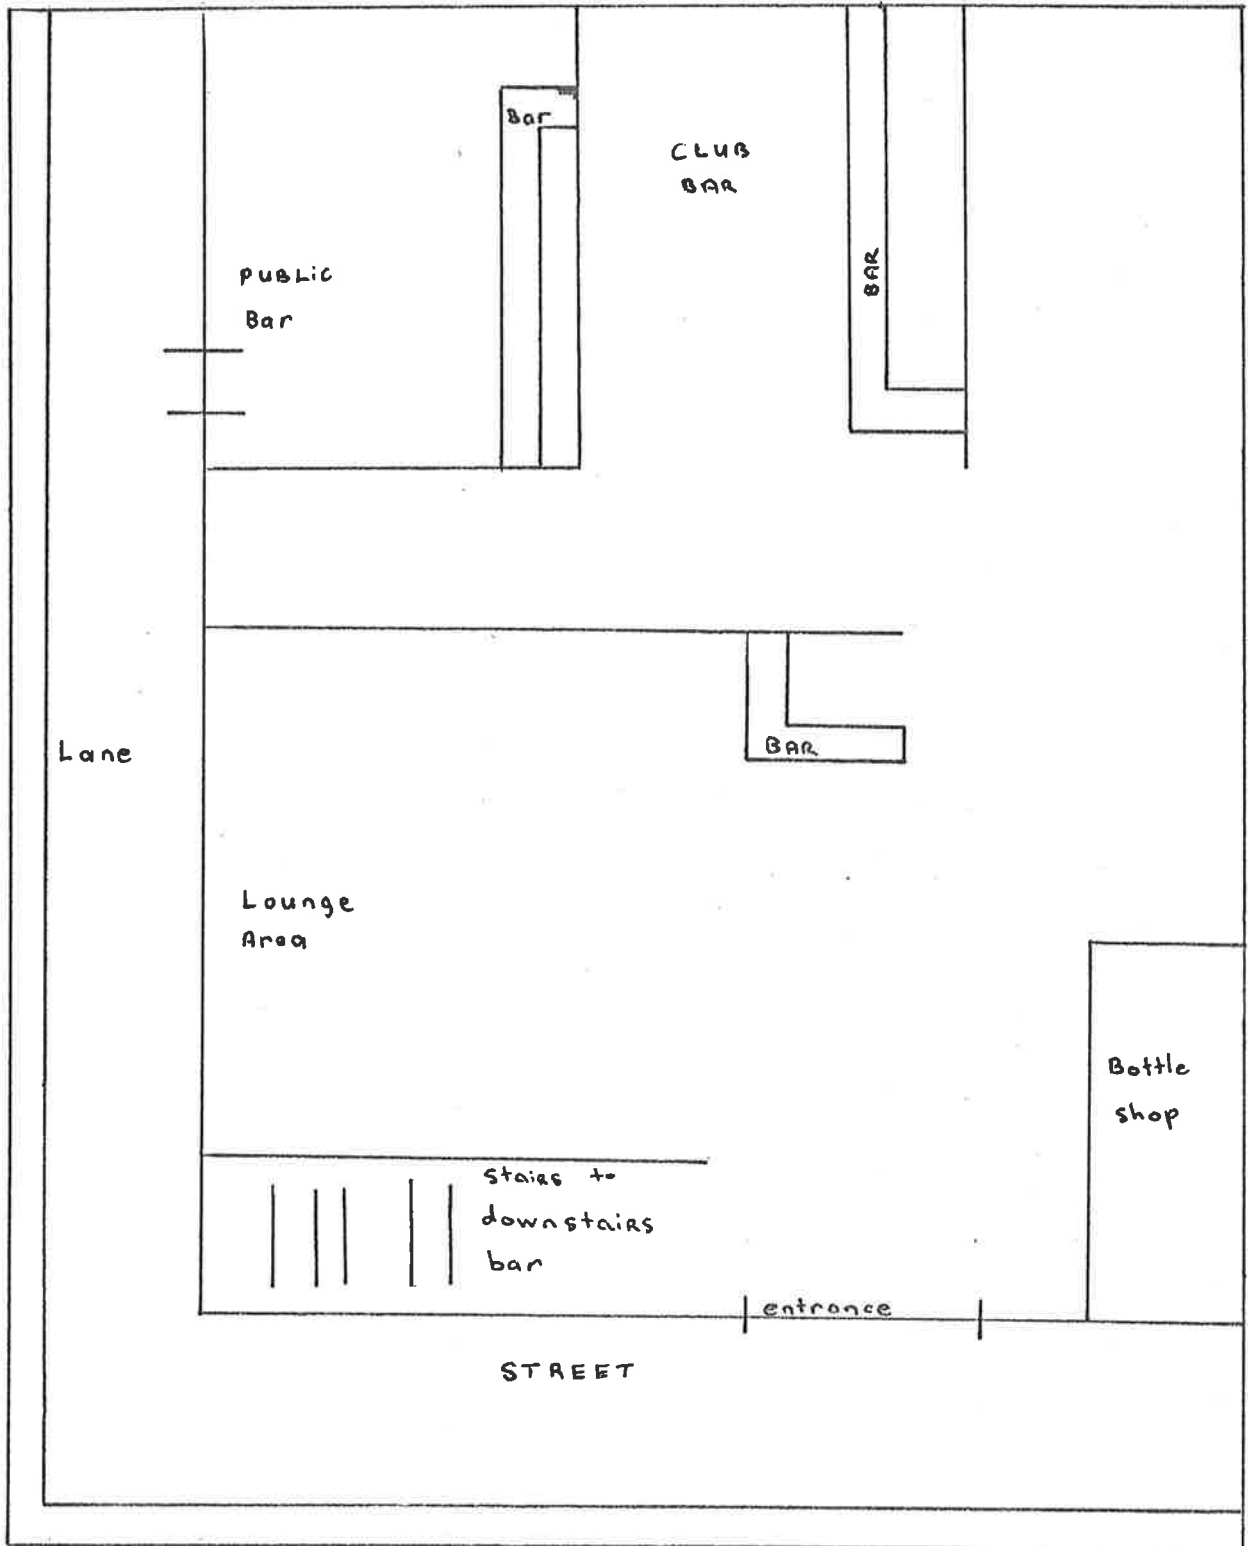 Bar
CLUB
BAR
BAR
PUBLIC
Bar
Lane
BAR
Lounge
Area
Bottle
shop
Stairs to
downstairs
bar
entrance
STREET